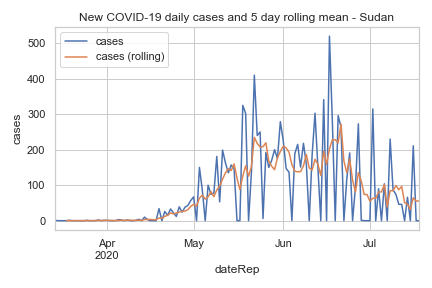 New COVID-19 daily cases and 5 day rolling mean - Sudan
cases
cases (rolling)
500
400
300
200
100
0
cases
Apr
2020
May
Jun
Jul
dateRep